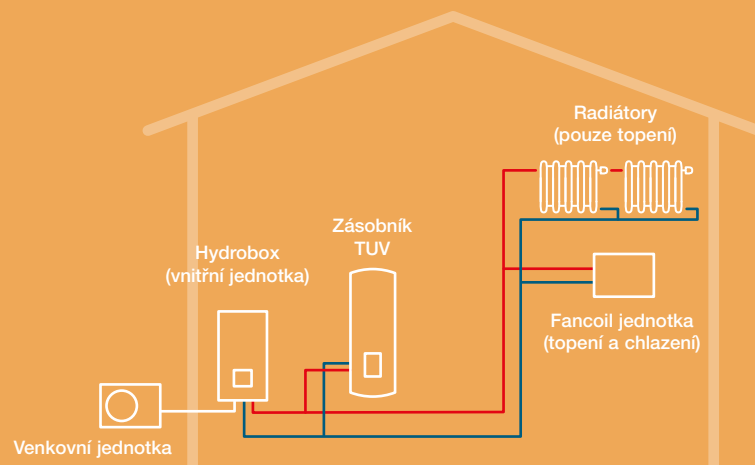 Radiátory
(pouze topení)
Zásobník
TUV
Hydrobox
(vnitřní jednotka)
Fancoil jednotka
(topení a chlazení)
Venkovní jednotka